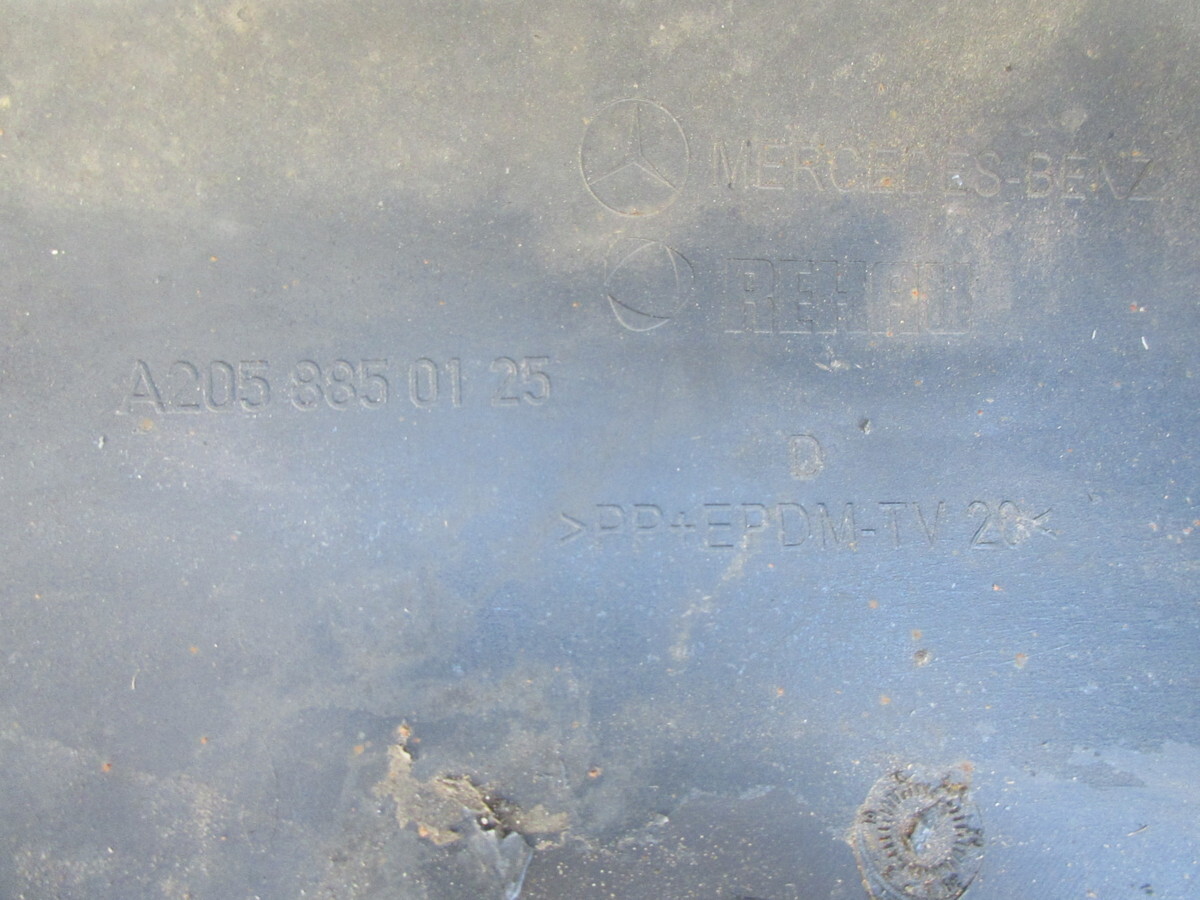 MERCEDES-BENZ
REHAU
A205 885 01 25
D
>PP+EPDM-TV 20<